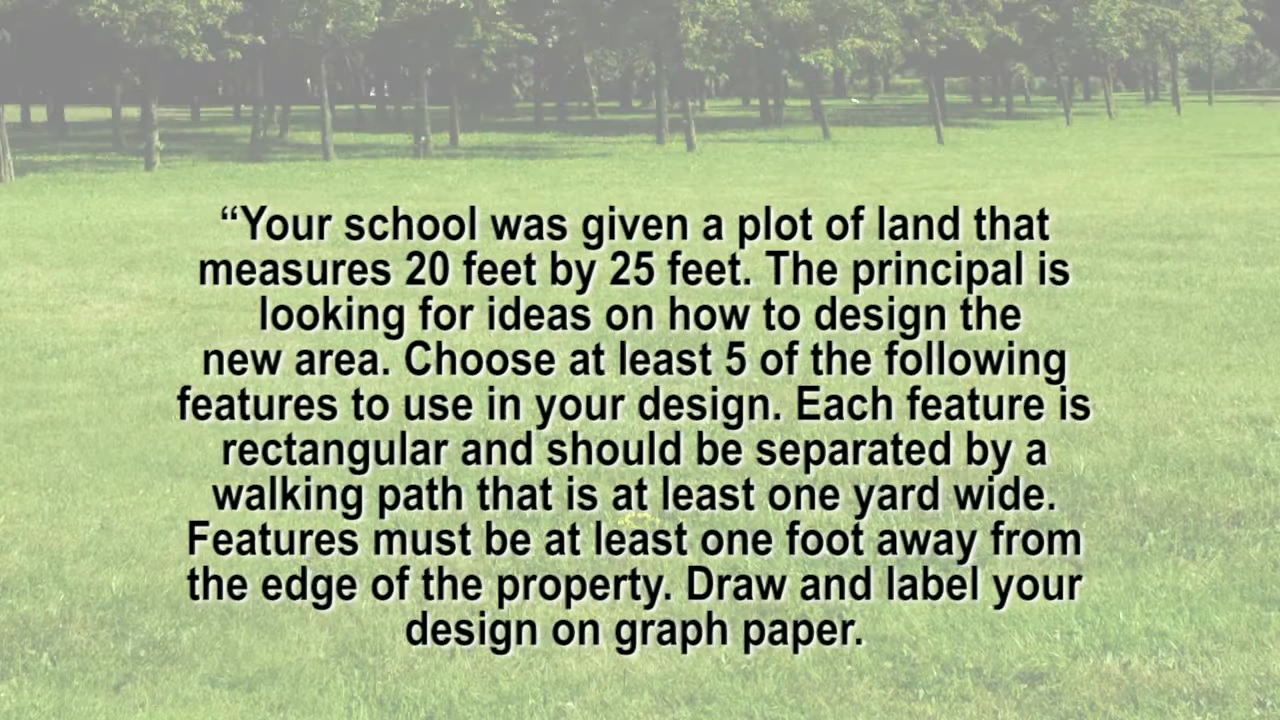 “Your school was given a plot of land that
measures 20 feet by 25 feet. The principal is
looking for ideas on how to design the
new area. Choose at least 5 of the following
features to use in your design. Each feature is
rectangular and should be separated by a
walking path that is at least one yard wide.
Features must be at least one foot away from
the edge of the property. Draw and label your
design on graph paper.